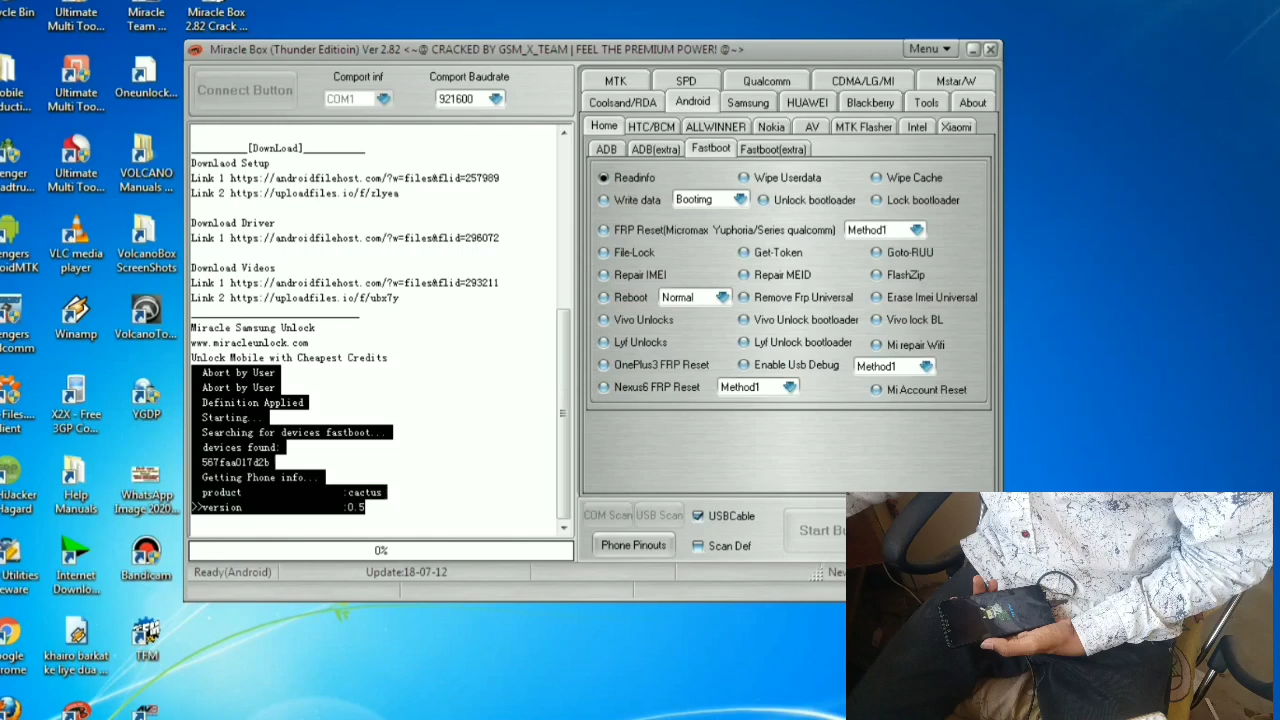 cle Bin
Ultimate
Multi Too...
Miracle
Team ...
Miracle Box
2.82 Crack ...
Ultimate
Multi Too...
Oneunlock...
Ultimate
Multi Too...
VOLCANO
Manuals ...
VLC media
player
VolcanoBox
ScreenShots
Winamp
VolcanoTo...
X2X - Free
3GP Co...
YGDP
Help
Manuals
WhatsApp
Image 2020...
Internet
Downlo...
Bandicam
khairo barkat
ke liye dua ...
TFM
Miracle Box (Thunder Editioin) Ver 2.82 <~@ CRACKED BY GSM_X_TEAM | FEEL THE PREMIUM POWER! @~>
Menu
Connect Button
Comport inf
Comport Baudrate
COM1
921600
________[DownLoad]_________
Downlaod Setup
Link 1 https://androidfilehost.com/?w=files&flid=257989
Link 2 https://uploadfiles.io/f/zlyea
Download Driver
Link 1 https://androidfilehost.com/?w=files&flid=296072
Download Videos
Link 1 https://androidfilehost.com/?w=files&flid=293211
Link 2 https://uploadfiles.io/f/ubx7y
Miracle Samsung Unlock
www.miracleunlock.com
Unlock Mobile with Cheapest Credits
Abort by User
Abort by User
Definition Applied
Starting...
Searching for devices fastboot...
devices found:
567faa017d2b
Getting Phone info...
product :cactus
>>version :0.5
0%
Ready(Android)
Update:18-07-12
MTK SPD Qualcomm CDMA/LG/MI Mstar/W
Coolsand/RDA Android Samsung HUAWEI Blackberry Tools About
Home HTC/BCM ALLWINNER Nokia AV MTK Flasher Intel Xiaomi
ADB ADB(extra) Fastboot Fastboot(extra)
Readinfo Wipe Userdata Wipe Cache
Write data Bootimg Unlock bootloader Lock bootloader
FRP Reset(Micromax Yuphoria/Series qualcomm) Method1
File-Lock Get-Token Goto-RUU
Repair IMEI Repair MEID FlashZip
Reboot Normal Remove Frp Universal Erase Imei Universal
Vivo Unlocks Vivo Unlock bootloader Vivo lock BL
Lyf Unlocks Lyf Unlock bootloader Mi repair Wifi
OnePlus3 FRP Reset Enable Usb Debug Method1
Nexus6 FRP Reset Method1 Mi Account Reset
COM Scan USB Scan USBCable
Start Bu
Phone Pinouts Scan Def